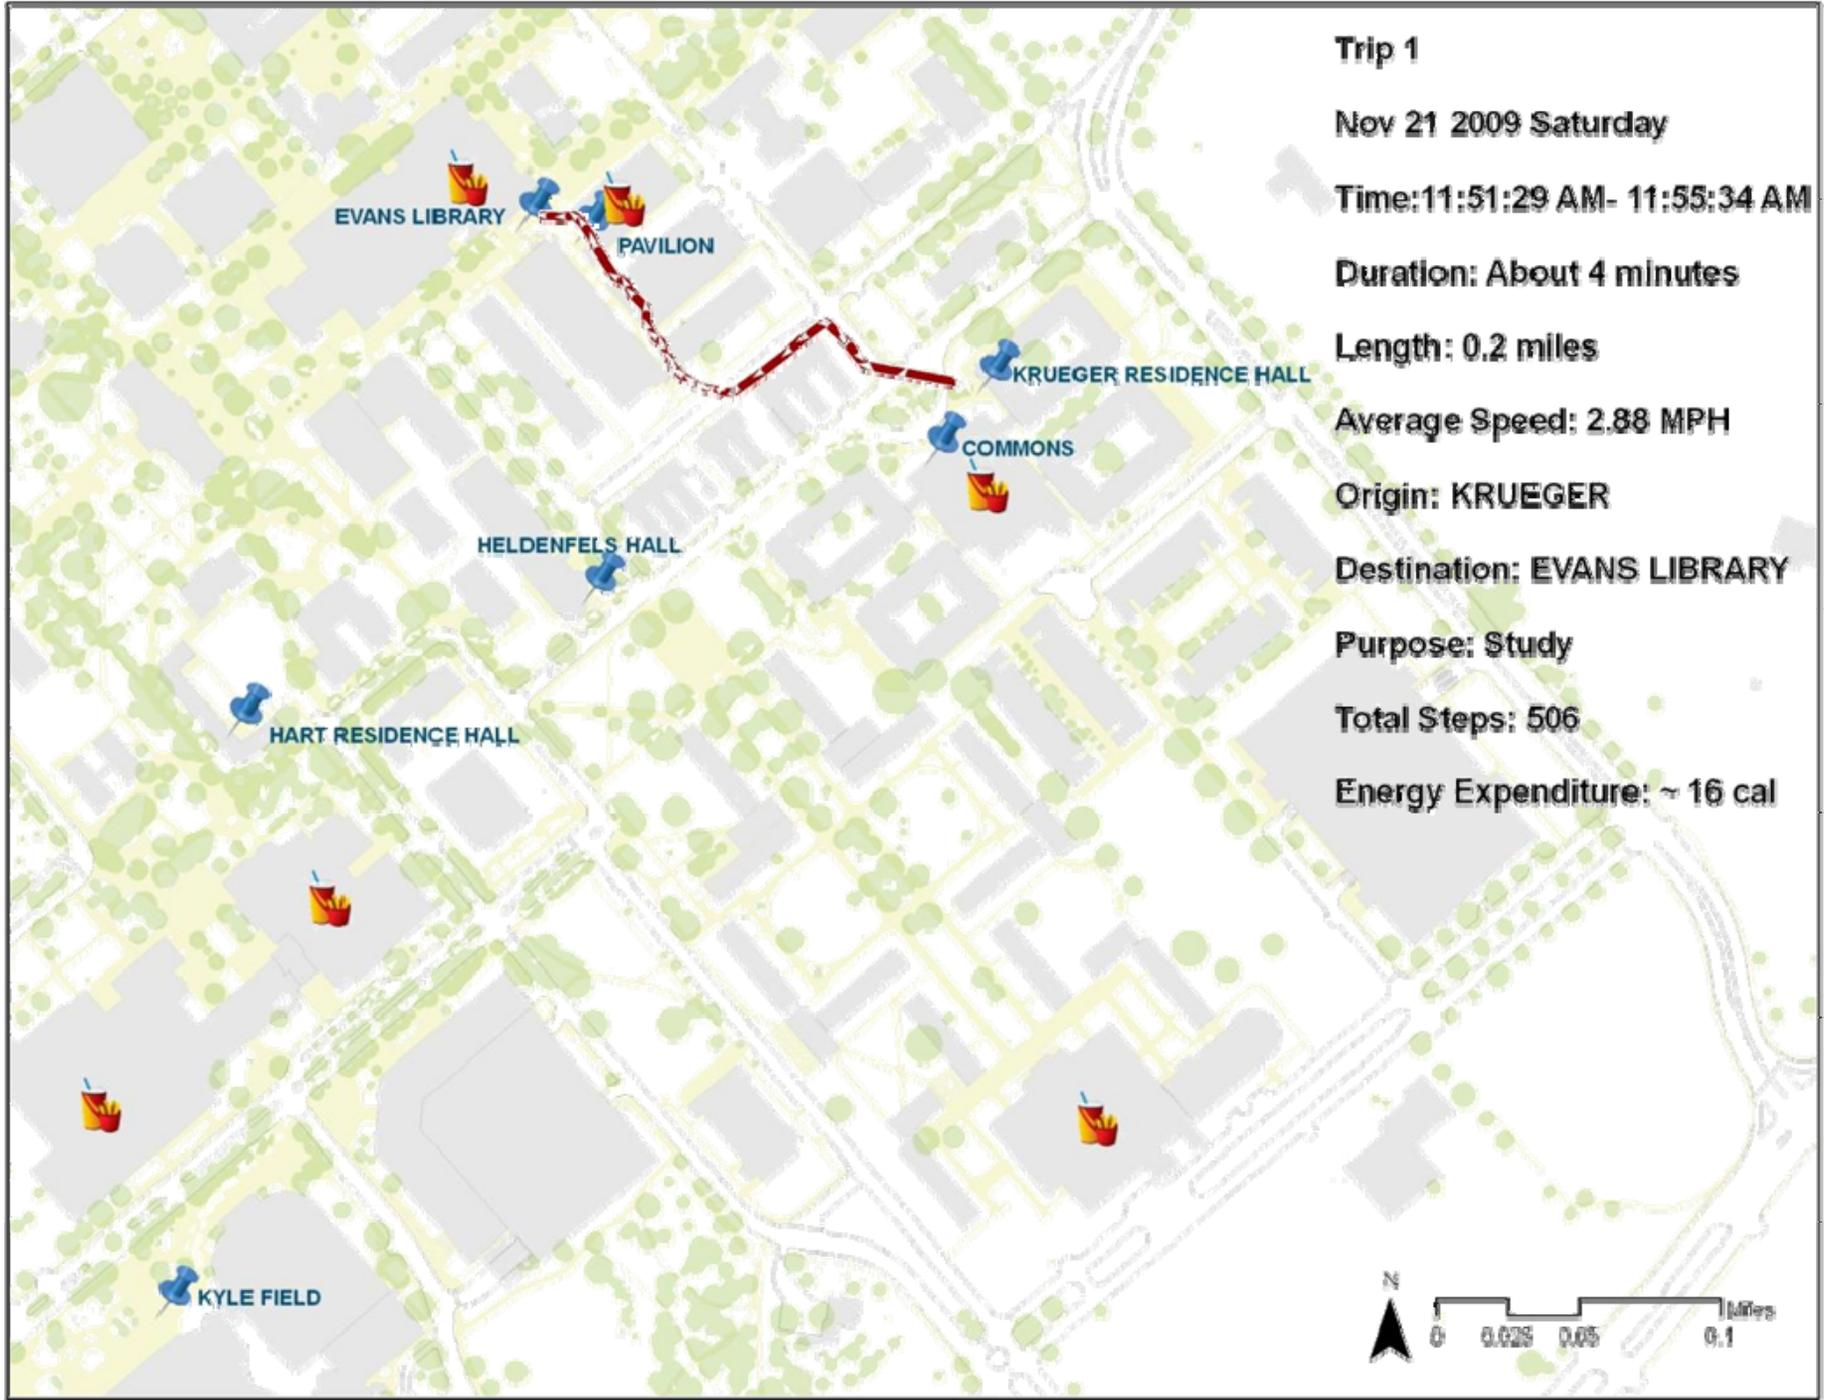 Trip 1
Nov 21 2009 Saturday
Time:11:51:29 AM- 11:55:34 AM
Duration: About 4 minutes
Length: 0.2 miles
Average Speed: 2.88 MPH
Origin: KRUEGER
Destination: EVANS LIBRARY
Purpose: Study
Total Steps: 506
Energy Expenditure: ~ 16 cal
EVANS LIBRARY
PAVILION
KRUEGER RESIDENCE HALL
COMMONS
HELDENFELS HALL
HART RESIDENCE HALL
KYLE FIELD
N
Miles
0 0.025 0.05 0.1